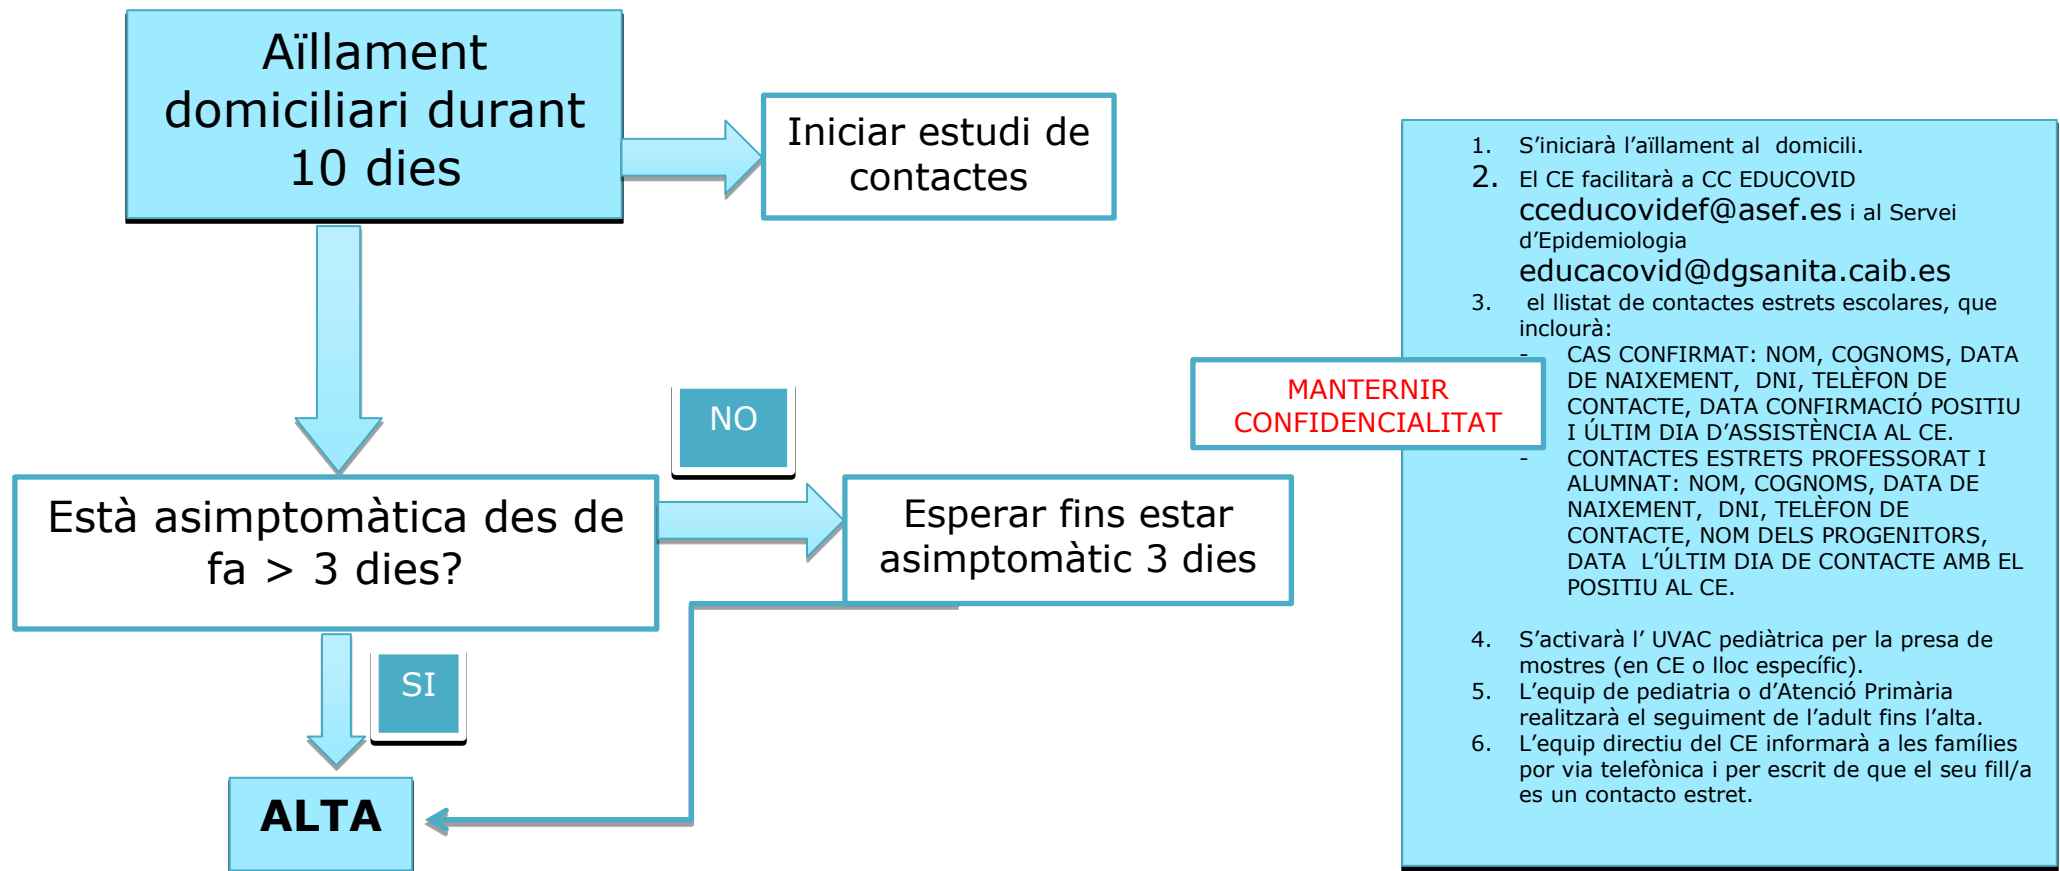 Aïllament
domiciliari durant
10 dies
Iniciar estudi de
contactes
NO
Està asimptomàtica des de
fa > 3 dies?
Esperar fins estar
asimptomàtic 3 dies
SI
ALTA
MANTERNIR
CONFIDENCIALITAT
1. S’iniciarà l’aïllament al domicili.
2. El CE facilitarà a CC EDUCOVID
cceducovidef@asef.es i al Servei
d’Epidemiologia
educacovid@dgsanita.caib.es
3. el llistat de contactes estrets escolares, que
inclourà:
- CAS CONFIRMAT: NOM, COGNOMS, DATA
DE NAIXEMENT, DNI, TELÈFON DE
CONTACTE, DATA CONFIRMACIÓ POSITIU
I ÚLTIM DIA D’ASSISTÈNCIA AL CE.
- CONTACTES ESTRETS PROFESSORAT I
ALUMNAT: NOM, COGNOMS, DATA DE
NAIXEMENT, DNI, TELÈFON DE
CONTACTE, NOM DELS PROGENITORS,
DATA L’ÚLTIM DIA DE CONTACTE AMB EL
POSITIU AL CE.
4. S’activarà l’ UVAC pediàtrica per la presa de
mostres (en CE o lloc específic).
5. L’equip de pediatria o d’Atenció Primària
realitzarà el seguiment de l’adult fins l’alta.
6. L’equip directiu del CE informarà a les famílies
por via telefònica i per escrit de que el seu fill/a
es un contacto estret.